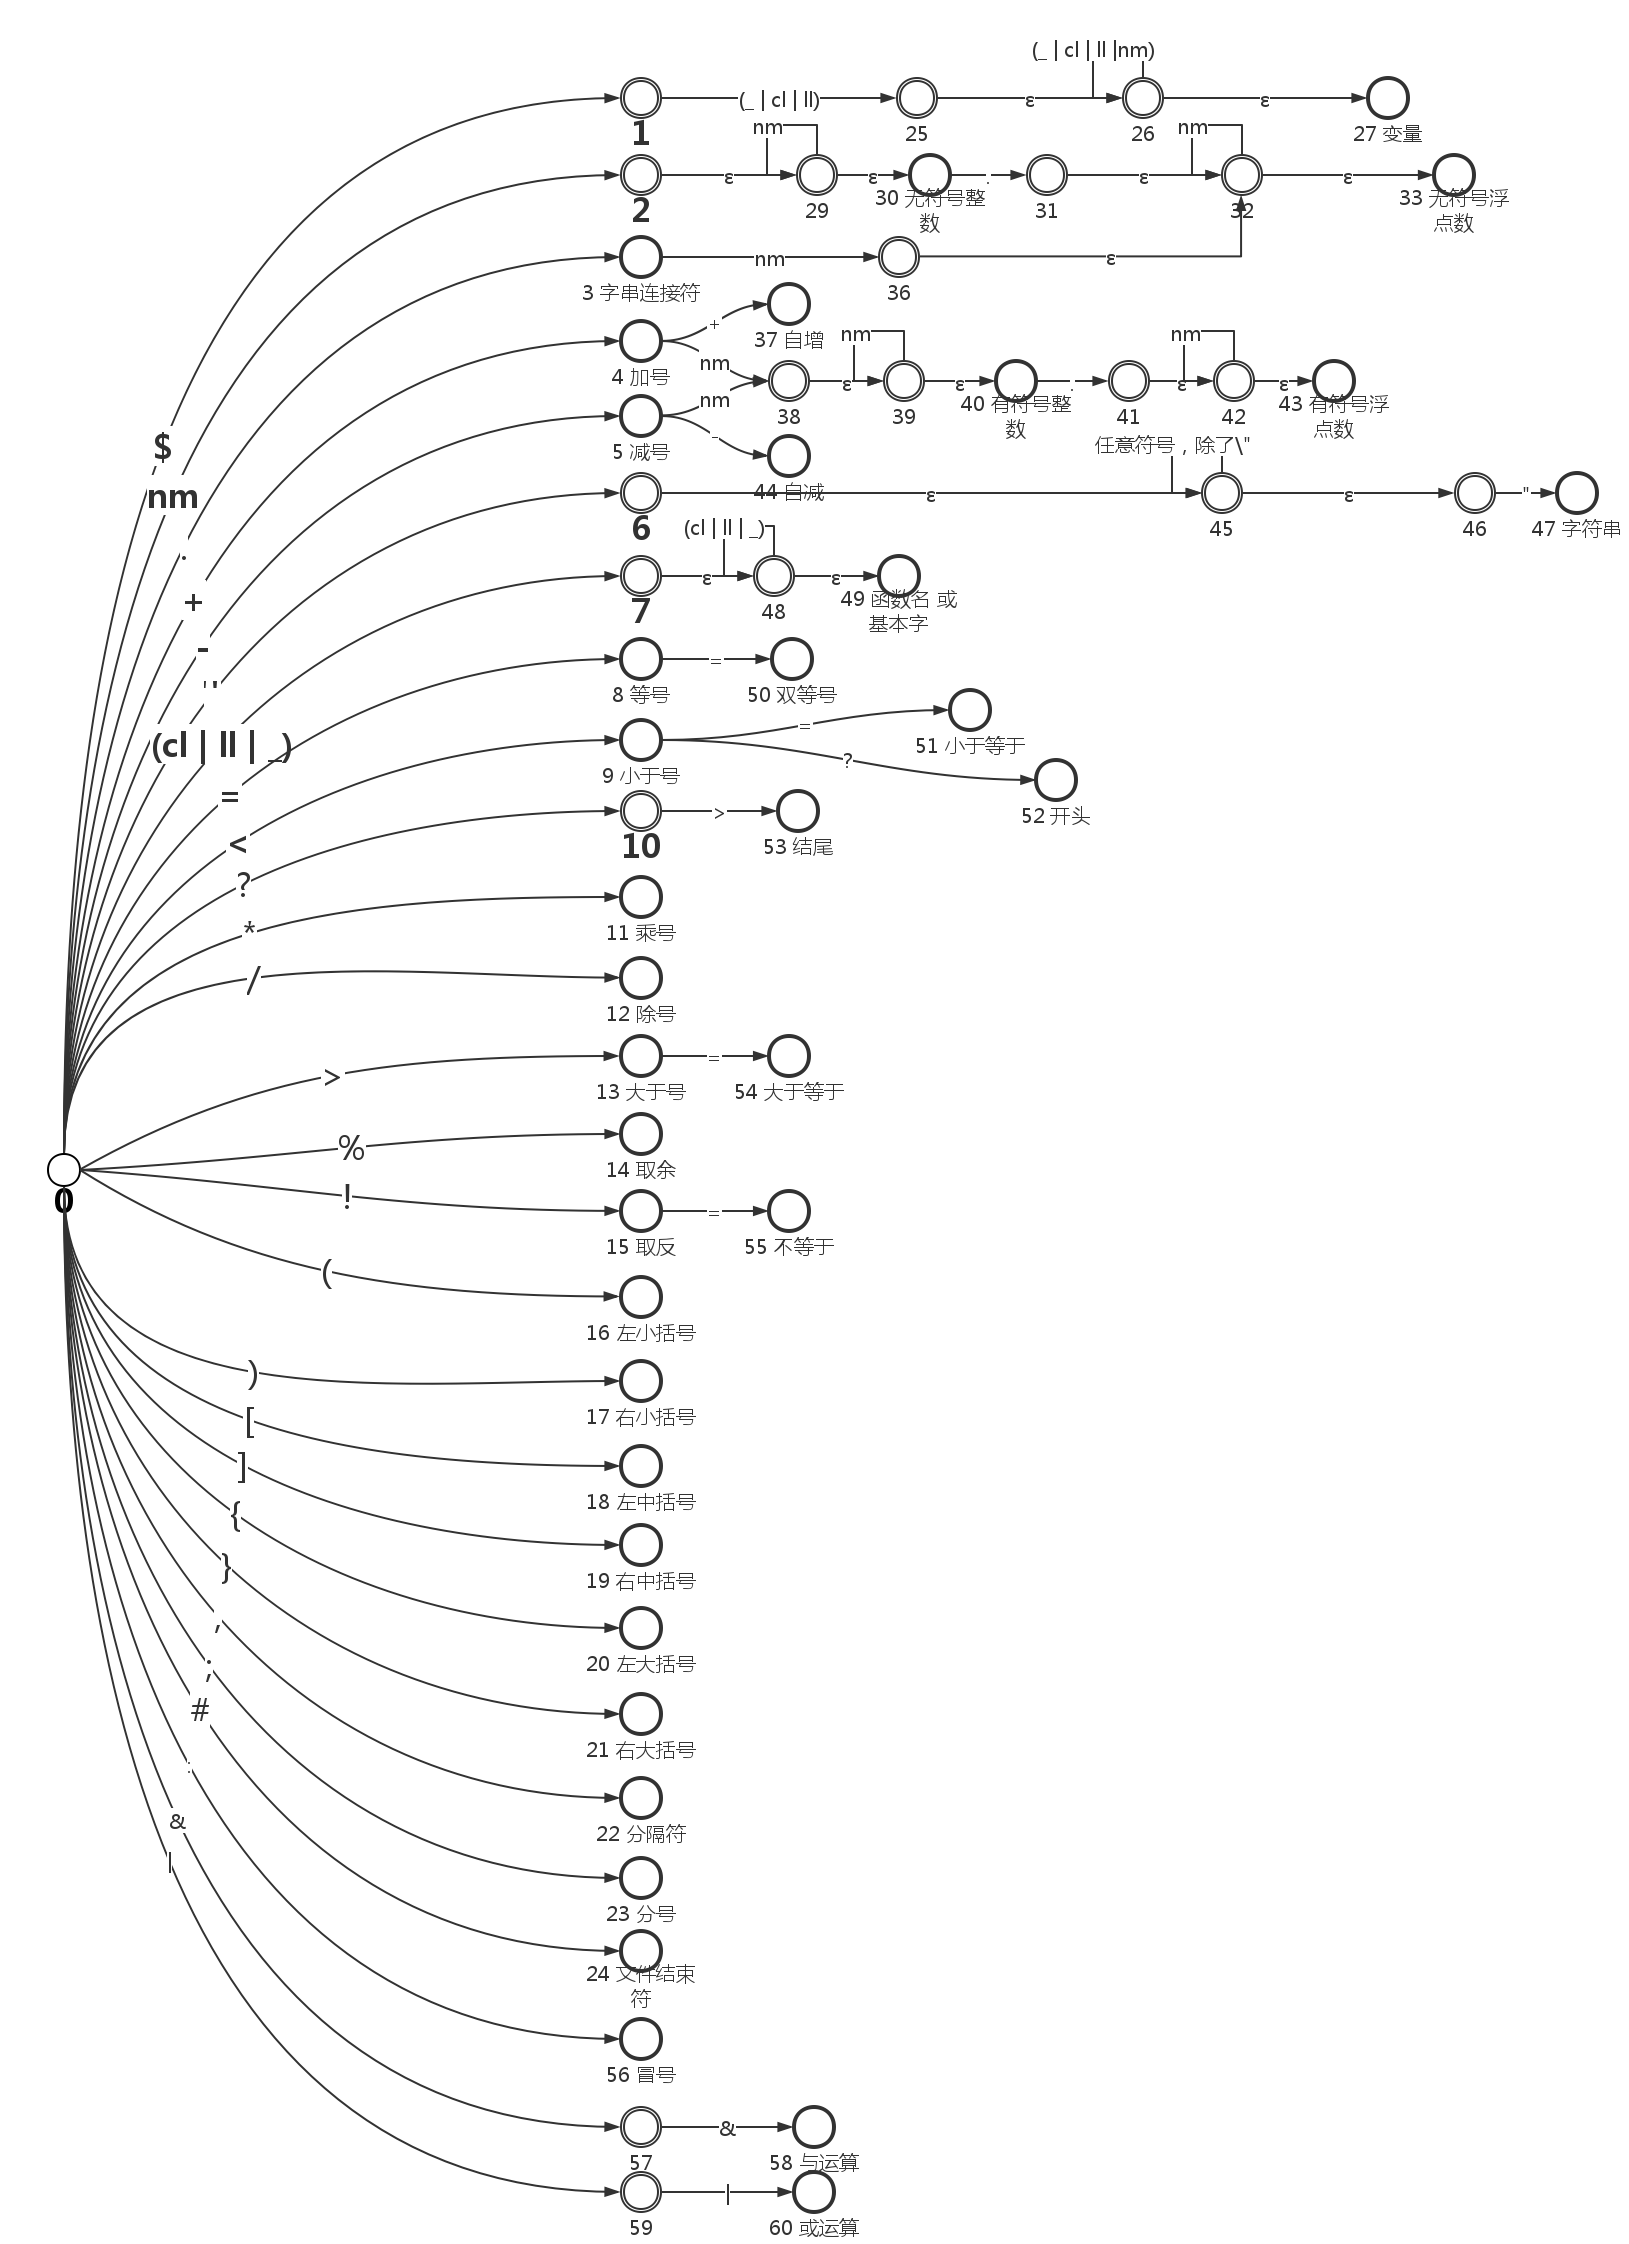 (_ | cl | ll |nm)
(_ | cl | ll)
ε
ε
1
25
26
27 变量
nm
nm
ε
ε
.
ε
ε
2
29
30 无符号整
数
31
32
33 无符号浮
点数
nm
ε
3 字串连接符
36
+
37 自增
nm
4 加号
nm
nm
ε
ε
.
ε
ε
38
39
40 有符号整
数
41
42
43 有符号浮
点数
nm
-
5 减号
44 自减
任意符号，除了\"
ε
ε
"
6
45
46
47 字符串
(cl | ll | _)
ε
ε
7
48
49 函数名 或
基本字
=
8 等号
50 双等号
=
?
9 小于号
51 小于等于
52 开头
>
10
53 结尾
11 乘号
12 除号
=
13 大于号
54 大于等于
14 取余
=
15 取反
55 不等于
16 左小括号
17 右小括号
18 左中括号
19 右中括号
20 左大括号
21 右大括号
22 分隔符
23 分号
24 文件结束
符
56 冒号
&
57
58 与运算
|
59
60 或运算
$
nm
.
+
-
"
(cl | ll | _)
=
<
?
*
/
>
%
!
0
(
)
[
]
{
}
,
;
#
:
&
|